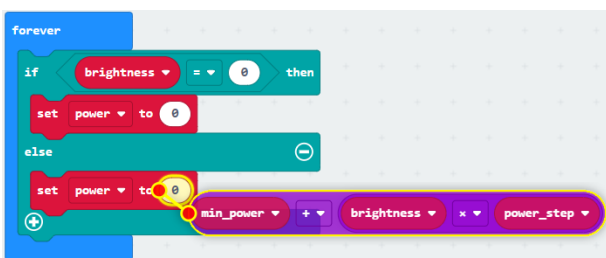 forever
if brightness = 0 then
set power to 0
else
set power to 0
min_power + brightness × power_step